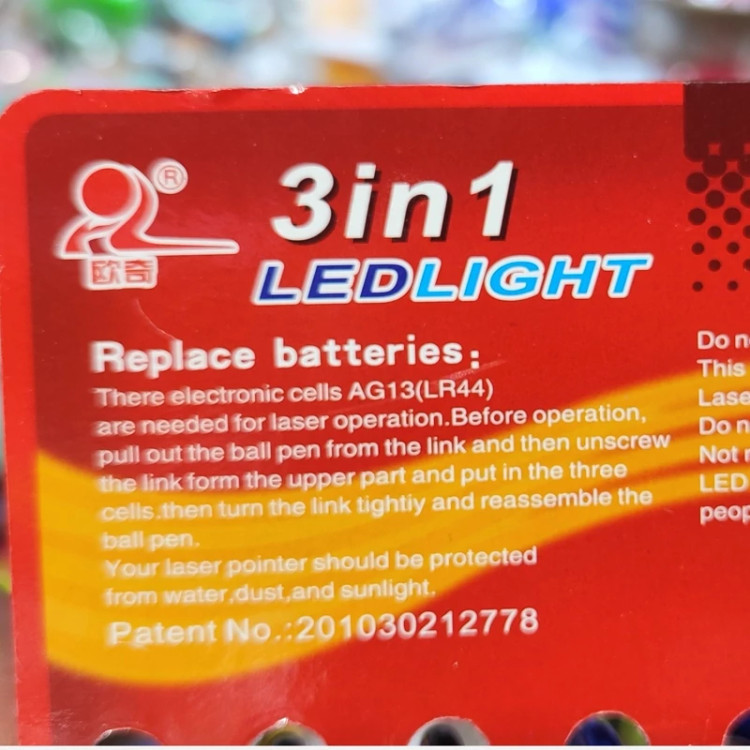 ®
欧奇
3in1
LEDLIGHT
Replace batteries:
There electronic cells AG13(LR44)
are needed for laser operation.Before operation,
pull out the ball pen from the link and then unscrew
the link form the upper part and put in the three
cells.then turn the link tightiy and reassemble the
ball pen.
Your laser pointer should be protected
from water,dust,and sunlight.
Patent No.:201030212778
Do n
This
Lase
Do n
Not
LED
peop